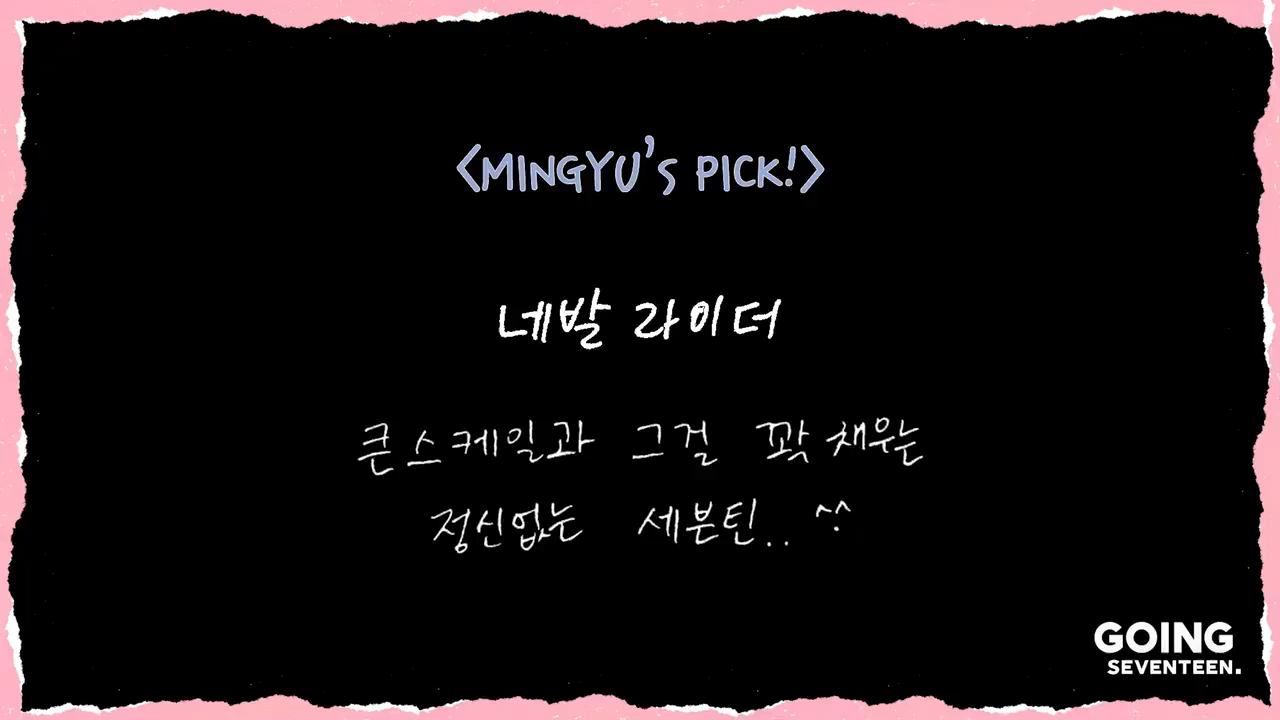 <MINGYU'S PICK!>
네발 라이더
큰 스케일과 그걸 꽉 채우는
정신없는 세븐틴.. ^^
GOING
SEVENTEEN.